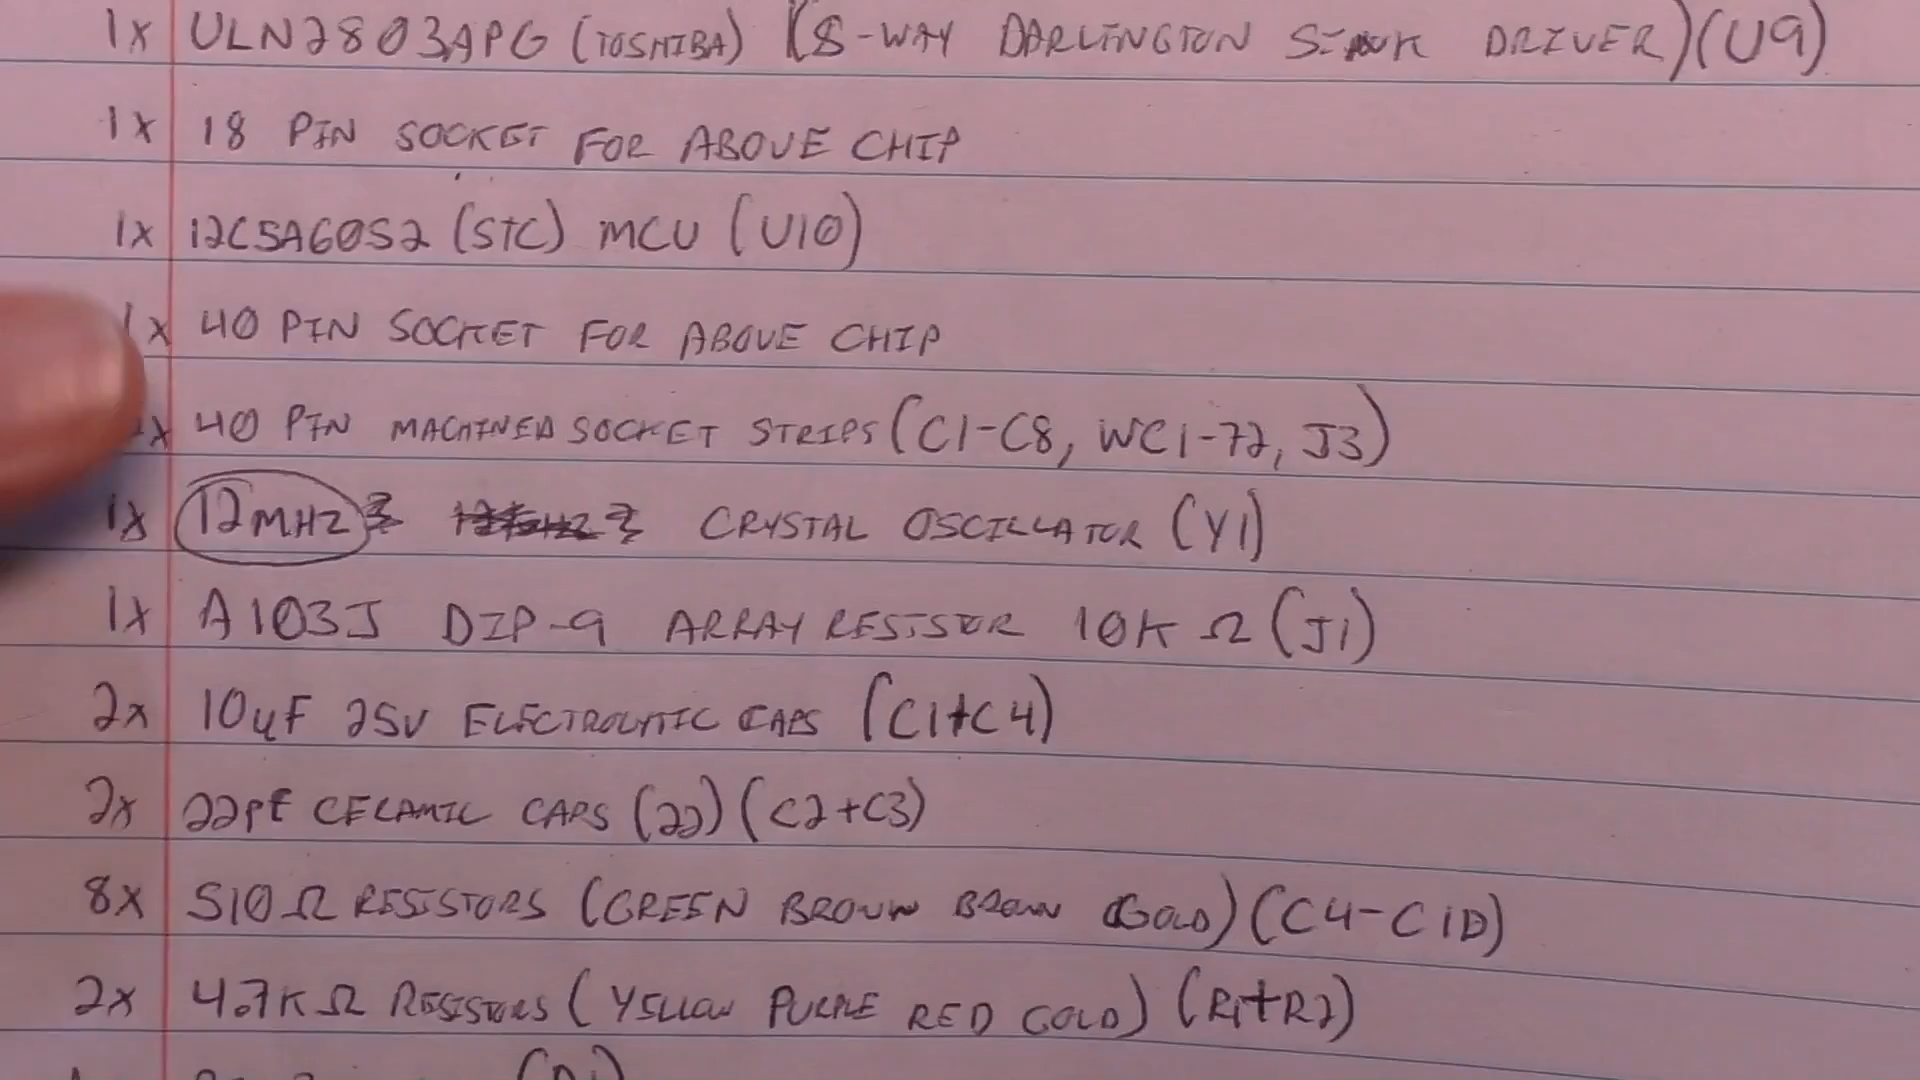 1x ULN2803APG (TOSHIBA) (8-WAY DARLINGTON SINK DRIVER) (U9)
1x 18 PIN SOCKET FOR ABOVE CHIP
1x 12C5A60S2 (STC) MCU (U10)
1x 40 PIN SOCKET FOR ABOVE CHIP
x 40 PIN MACHINED SOCKET STRIPS (C1-C8, WC1-72, J3)
1x 12MHZ CRYSTAL OSCILLATOR (Y1)
1x A103J DIP-9 ARRAY RESISTOR 10K Ω (J1)
2x 10uF 25V ELECTROLYTIC CAPS (C1+C4)
2x 22pF CERAMIC CAPS (22) (C2+C3)
8x 510 Ω RESISTORS (GREEN BROWN BROWN GOLD) (C4-C1D)
2x 4.7K Ω RESISTORS (YELLOW PURPLE RED GOLD) (R1+R2)